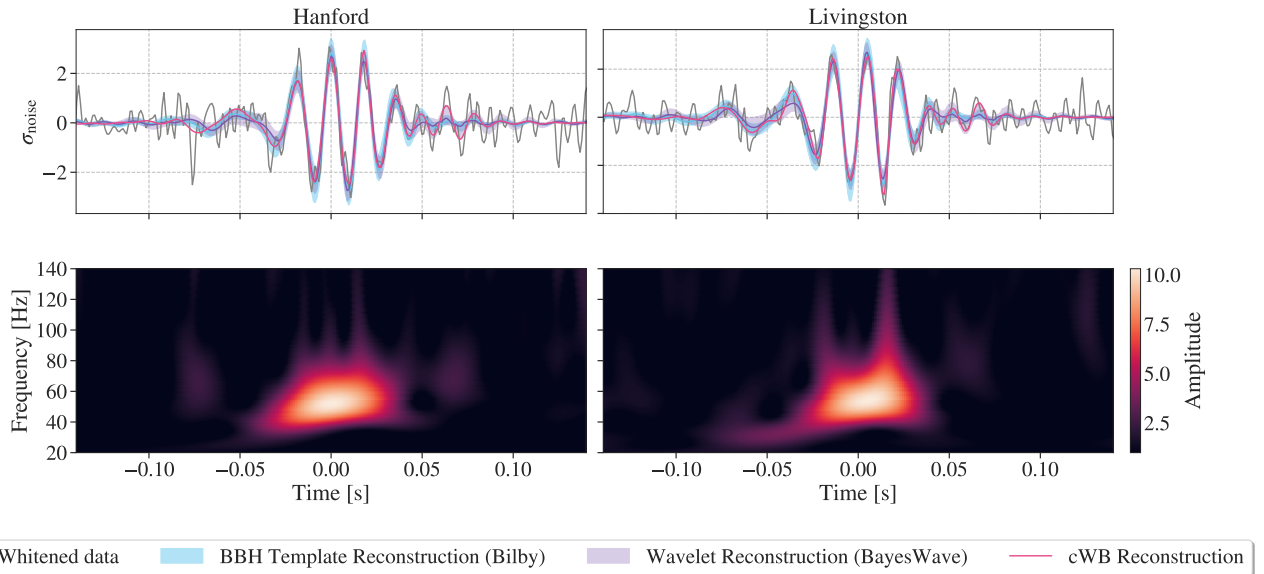 Hanford
Livingston
σnoise
2
0
−2
Frequency [Hz]
140
120
100
80
60
40
20
−0.10 −0.05 0.00 0.05 0.10
Time [s]
−0.10 −0.05 0.00 0.05 0.10
Time [s]
10.0
7.5
5.0
2.5
Amplitude
Whitened data BBH Template Reconstruction (Bilby) Wavelet Reconstruction (BayesWave) cWB Reconstruction